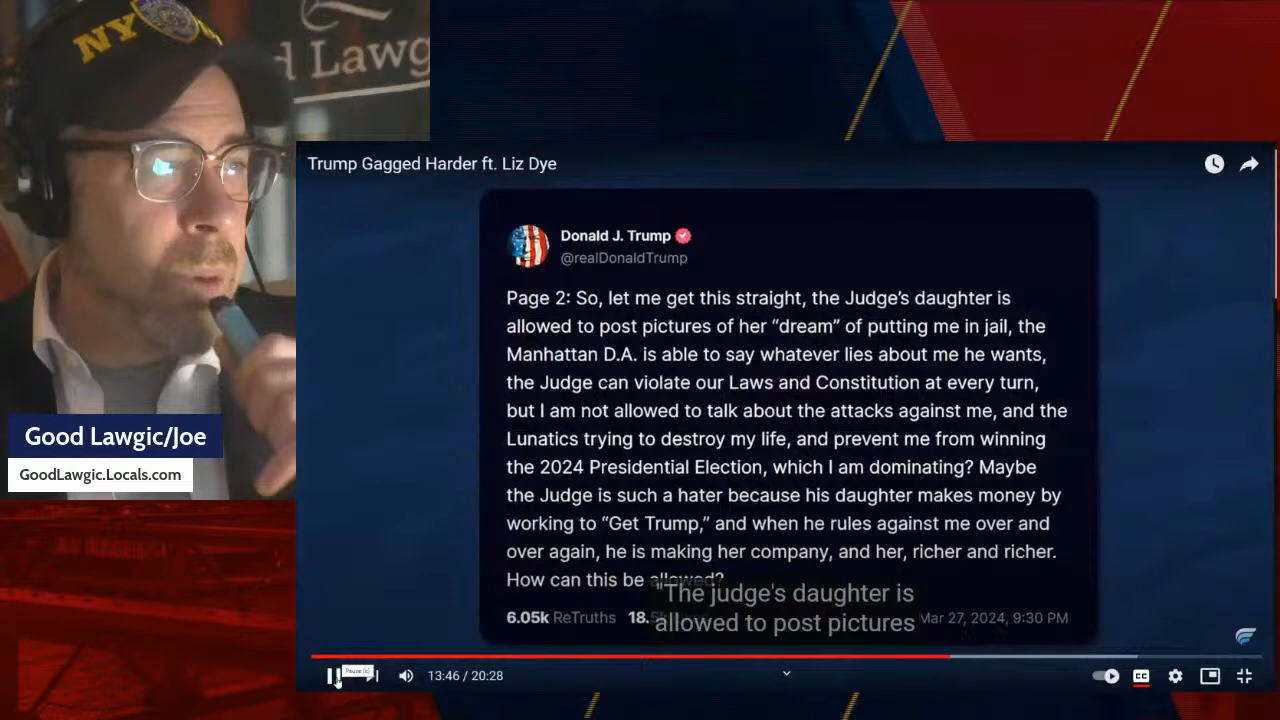 NY
d Lawg
Trump Gagged Harder ft. Liz Dye
Donald J. Trump
@realDonaldTrump
Page 2: So, let me get this straight, the Judge's daughter is
allowed to post pictures of her “dream” of putting me in jail, the
Manhattan D.A. is able to say whatever lies about me he wants,
the Judge can violate our Laws and Constitution at every turn,
but I am not allowed to talk about the attacks against me, and the
Lunatics trying to destroy my life, and prevent me from winning
the 2024 Presidential Election, which I am dominating? Maybe
the Judge is such a hater because his daughter makes money by
working to “Get Trump,” and when he rules against me over and
over again, he is making her company, and her, richer and richer.
How can this be allowed?
"The judge's daughter is
allowed to post pictures
6.05k ReTruths 18. Mar 27, 2024, 9:30 PM
Good Lawgic/Joe
GoodLawgic.Locals.com
Pause (k)
13:46 / 20:28
CC